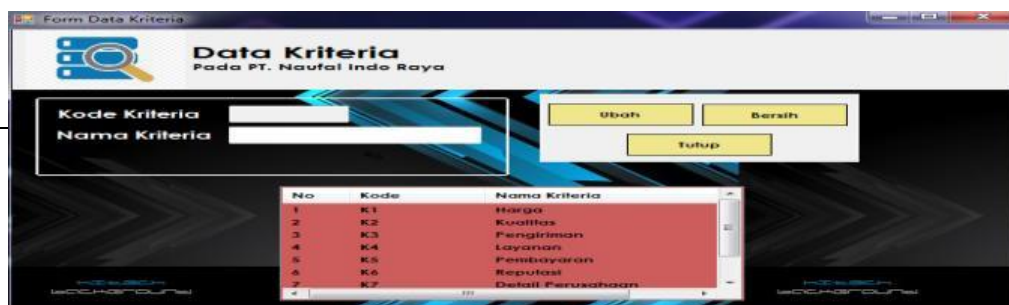 Form Data Kriteria
Data Kriteria
Pada PT. Naufal Indo Raya
Kode Kriteria
Nama Kriteria
Ubah Bersih
Tutup
No Kode Nama Kriteria
1 K1 Harga
2 K2 Kualitas
3 K3 Pengiriman
4 K4 Layanan
5 K5 Pembayaran
6 K6 Reputasi
7 K7 Detail Perusahaan